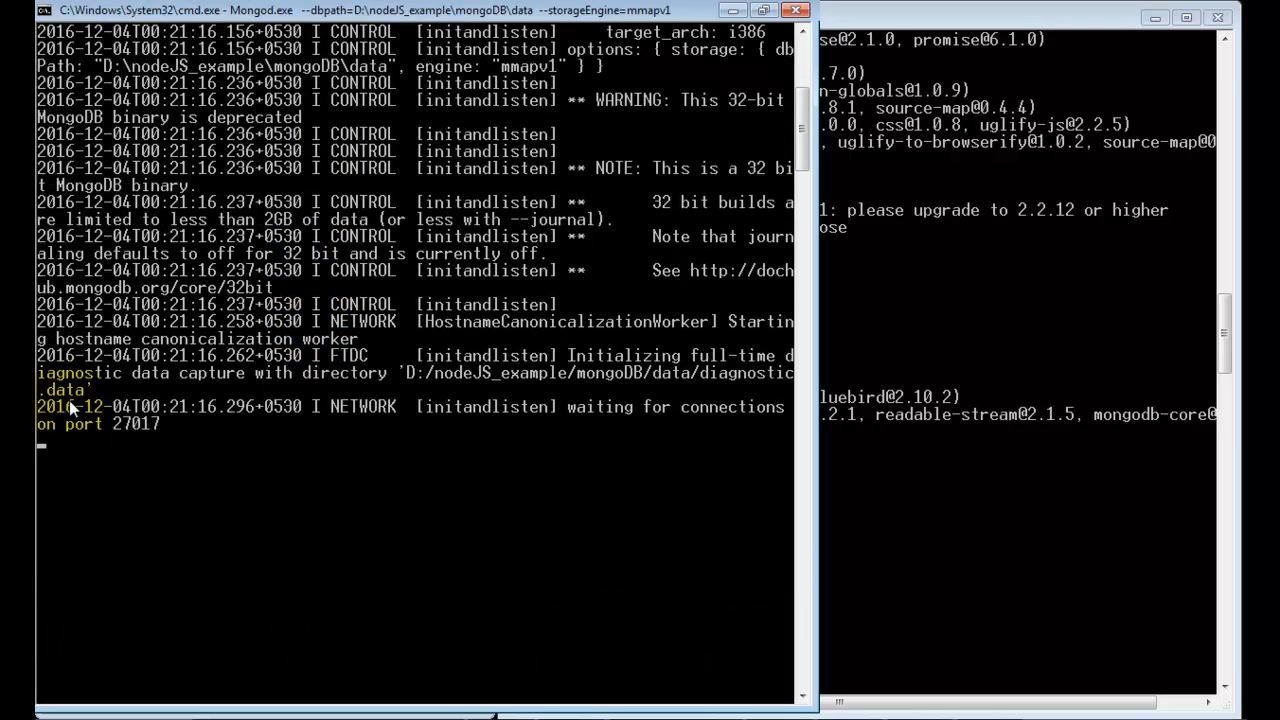 C:\Windows\System32\cmd.exe - Mongod.exe --dbpath=D:\nodeJS_example\mongoDB\data --storageEngine=mmapv1
2016-12-04T00:21:16.156+0530 I CONTROL [initandlisten] target_arch: i386
2016-12-04T00:21:16.156+0530 I CONTROL [initandlisten] options: { storage: { db
Path: "D:\nodeJS_example\mongoDB\data", engine: "mmapv1" } }
2016-12-04T00:21:16.236+0530 I CONTROL [initandlisten]
2016-12-04T00:21:16.236+0530 I CONTROL [initandlisten] ** WARNING: This 32-bit
MongoDB binary is deprecated
2016-12-04T00:21:16.236+0530 I CONTROL [initandlisten]
2016-12-04T00:21:16.236+0530 I CONTROL [initandlisten]
2016-12-04T00:21:16.236+0530 I CONTROL [initandlisten] ** NOTE: This is a 32 bi
t MongoDB binary.
2016-12-04T00:21:16.237+0530 I CONTROL [initandlisten] ** 32 bit builds a
re limited to less than 2GB of data (or less with --journal).
2016-12-04T00:21:16.237+0530 I CONTROL [initandlisten] ** Note that journ
aling defaults to off for 32 bit and is currently off.
2016-12-04T00:21:16.237+0530 I CONTROL [initandlisten] ** See http://doch
ub.mongodb.org/core/32bit
2016-12-04T00:21:16.237+0530 I CONTROL [initandlisten]
2016-12-04T00:21:16.258+0530 I NETWORK [HostnameCanonicalizationWorker] Startin
g hostname canonicalization worker
2016-12-04T00:21:16.262+0530 I FTDC [initandlisten] Initializing full-time d
iagnostic data capture with directory 'D:/nodeJS_example/mongoDB/data/diagnostic
.data'
2016-12-04T00:21:16.296+0530 I NETWORK [initandlisten] waiting for connections
on port 27017
se@2.1.0, promise@6.1.0)
.7.0)
n-globals@1.0.9)
.8.1, source-map@0.4.4)
.0.0, css@1.0.8, uglify-js@2.2.5)
, uglify-to-browserify@1.0.2, source-map@0
1: please upgrade to 2.2.12 or higher
ose
luebird@2.10.2)
.2.1, readable-stream@2.1.5, mongodb-core@